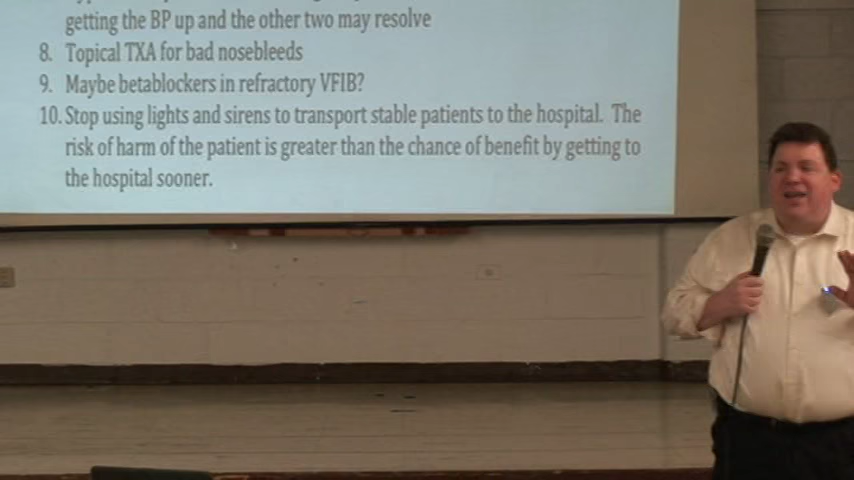 getting the BP up and the other two may resolve
8. Topical TXA for bad nosebleeds
9. Maybe betablockers in refractory VFIB?
10. Stop using lights and sirens to transport stable patients to the hospital. The
risk of harm of the patient is greater than the chance of benefit by getting to
the hospital sooner.